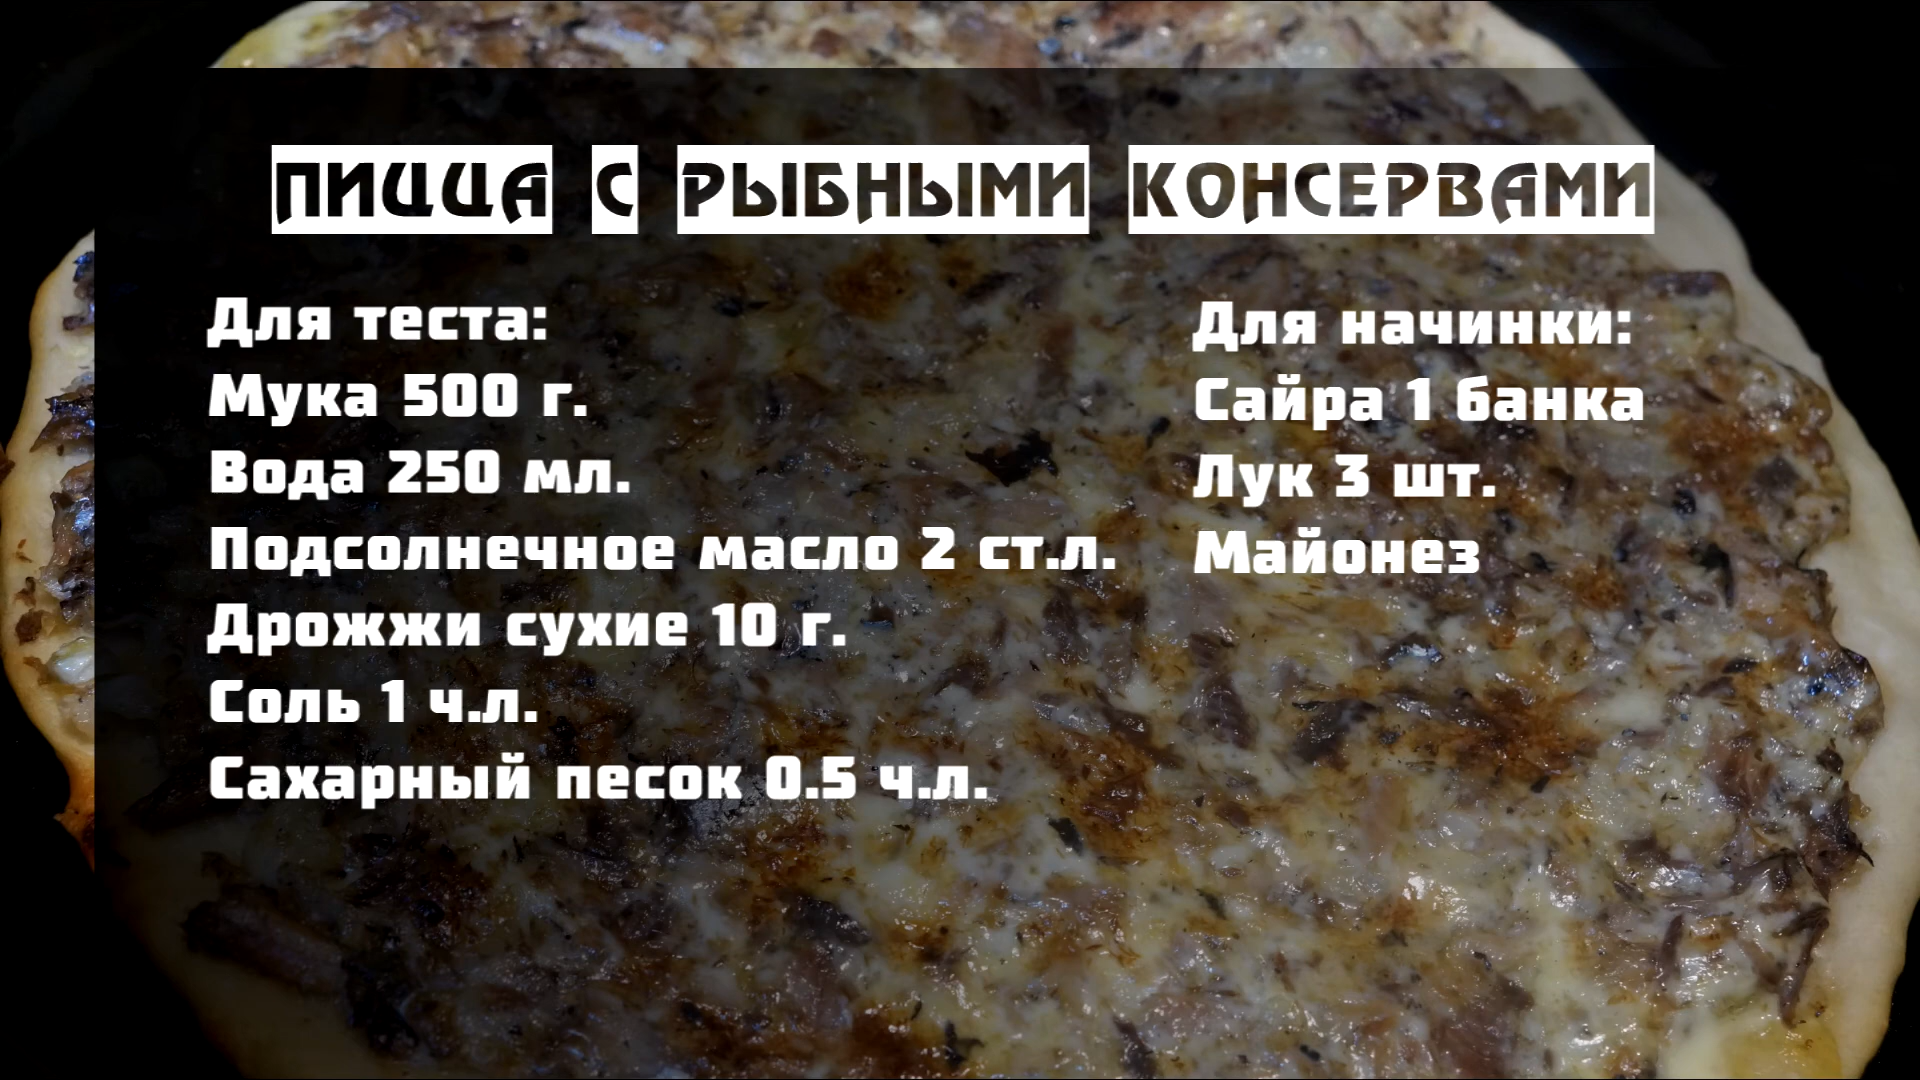 ПИЦЦА С РЫБНЫМИ КОНСЕРВАМИ
Для теста:
Мука 500 г.
Вода 250 мл.
Подсолнечное масло 2 ст.л.
Дрожжи сухие 10 г.
Соль 1 ч.л.
Сахарный песок 0.5 ч.л.
Для начинки:
Сайра 1 банка
Лук 3 шт.
Майонез